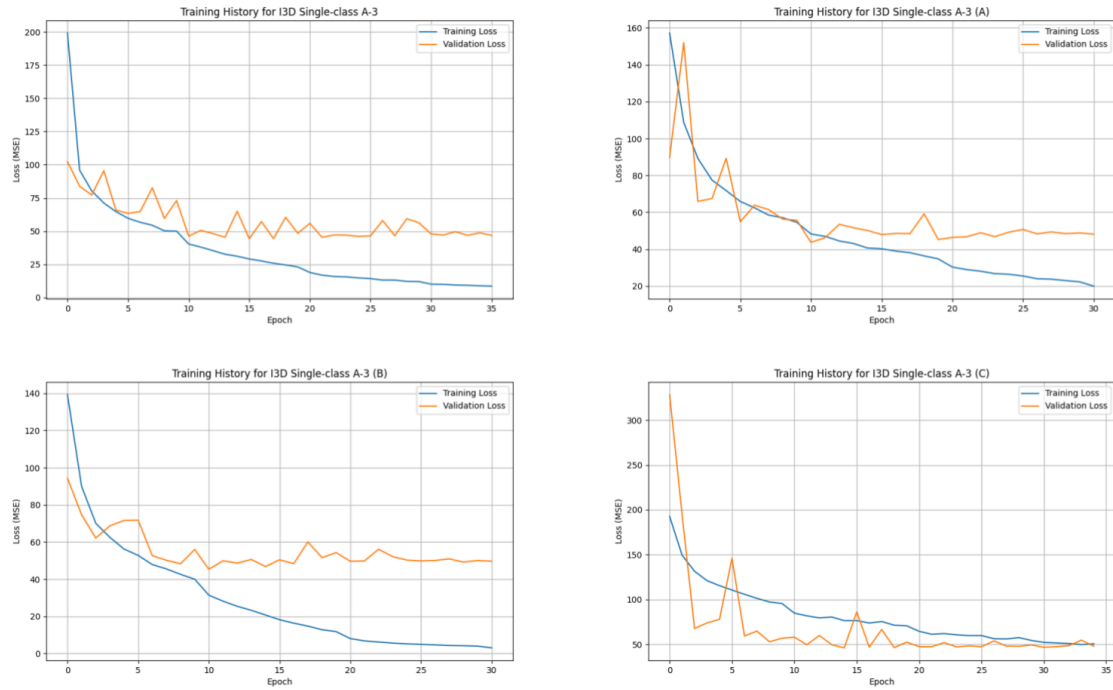 Training History for I3D Single-class A-3
Training Loss
Validation Loss
200
175
150
125
100
75
50
25
0
Loss (MSE)
0 5 10 15 20 25 30 35
Epoch
Training History for I3D Single-class A-3 (A)
Training Loss
Validation Loss
160
140
120
100
80
60
40
20
Loss (MSE)
0 5 10 15 20 25 30
Epoch
Training History for I3D Single-class A-3 (B)
Training Loss
Validation Loss
140
120
100
80
60
40
20
0
Loss (MSE)
0 5 10 15 20 25 30
Epoch
Training History for I3D Single-class A-3 (C)
Training Loss
Validation Loss
300
250
200
150
100
50
Loss (MSE)
0 5 10 15 20 25 30 35
Epoch